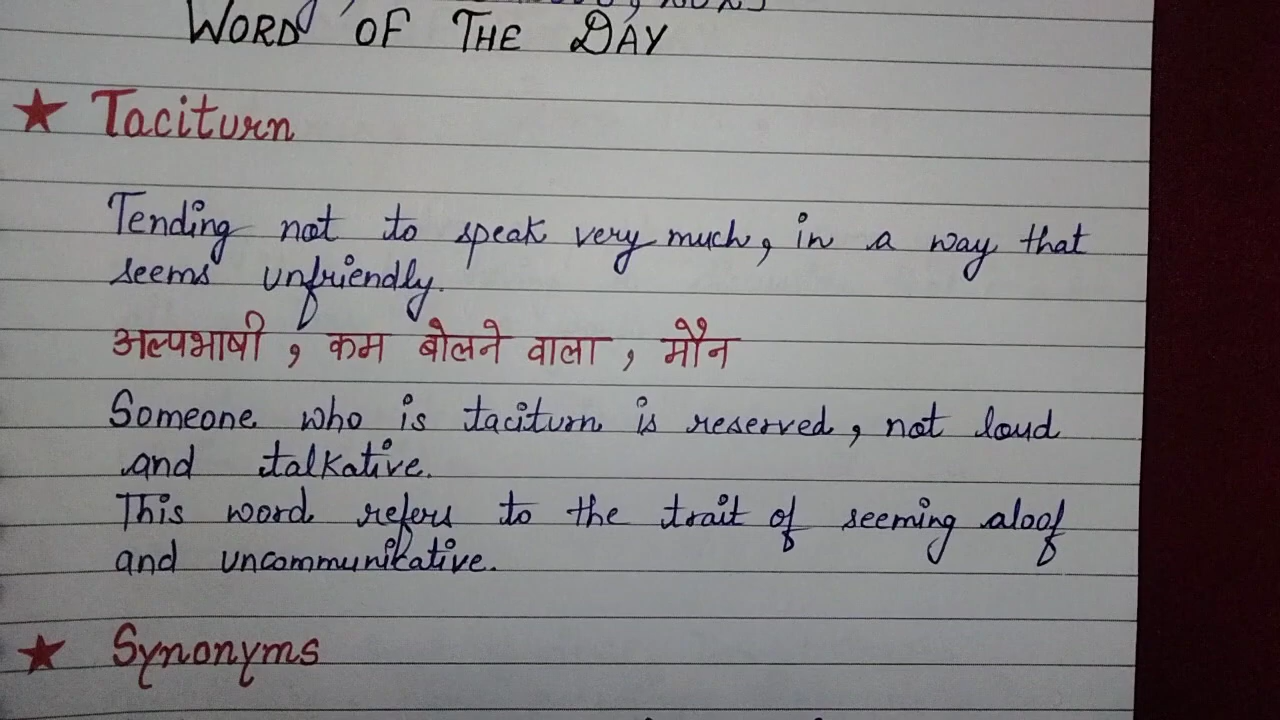 WORD OF THE DAY
★ Taciturn
Tending not to speak very much, in a way that
seems unfriendly.
अल्पभाषी , कम बोलने वाला , मौन
Someone who is taciturn is reserved, not loud
and talkative.
This word refers to the trait of seeming aloof
and uncommunikative.
★ Synonyms